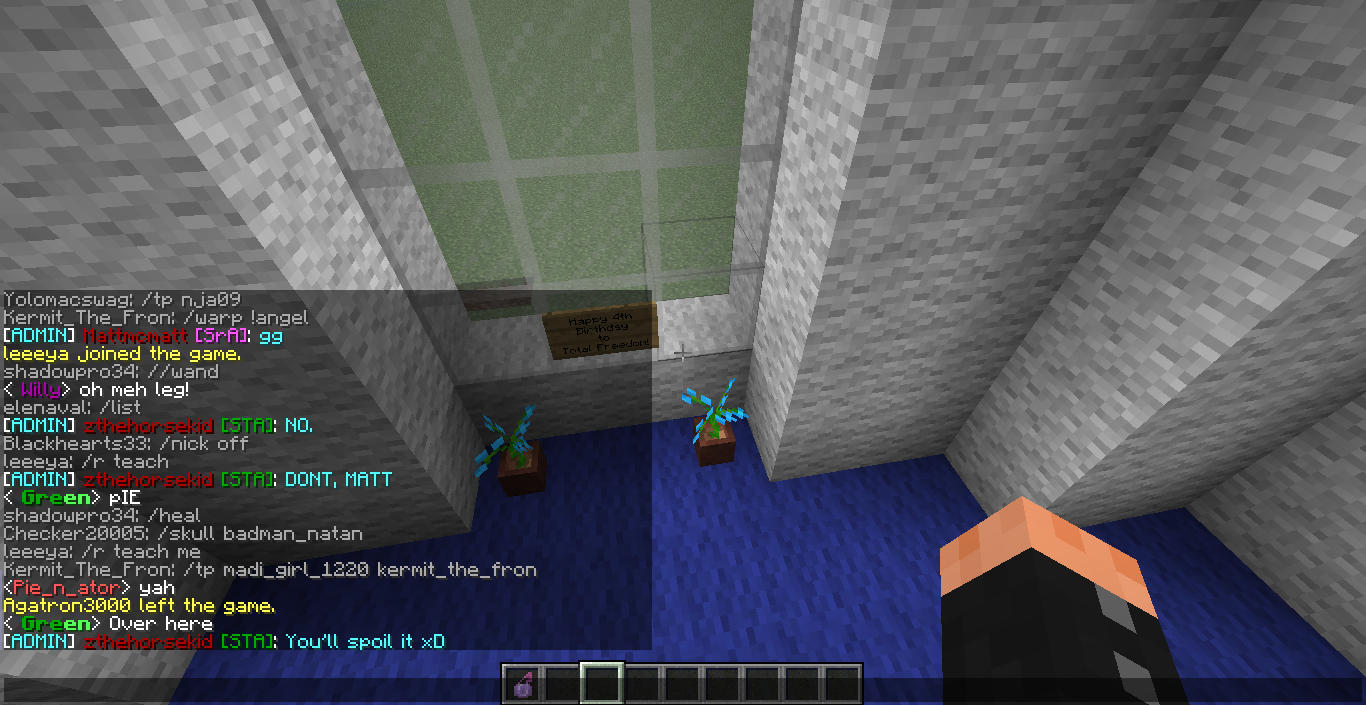 Happy 4th
Birthday
to
Total Freedom!
Yolomacswag: /tp nja09
Kermit_The_Fron: /warp !angel
[ADMIN] Mattmcmatt [SrA]: gg
leeeya joined the game.
shadowpro34: //wand
< Willy> oh meh leg!
elenaval: /list
[ADMIN] zthehorsekid [STA]: NO.
Blackhearts33: /nick off
leeeya: /r teach
[ADMIN] zthehorsekid [STA]: DONT, MATT
< Green> pIE
shadowpro34: /heal
Checker20005: /skull badman_natan
leeeya: /r teach me
Kermit_The_Fron: /tp madi_girl_1220 kermit_the_fron
<Pie_n_ator> yah
Agatron3000 left the game.
< Green> Over here
[ADMIN] zthehorsekid [STA]: You'll spoil it xD